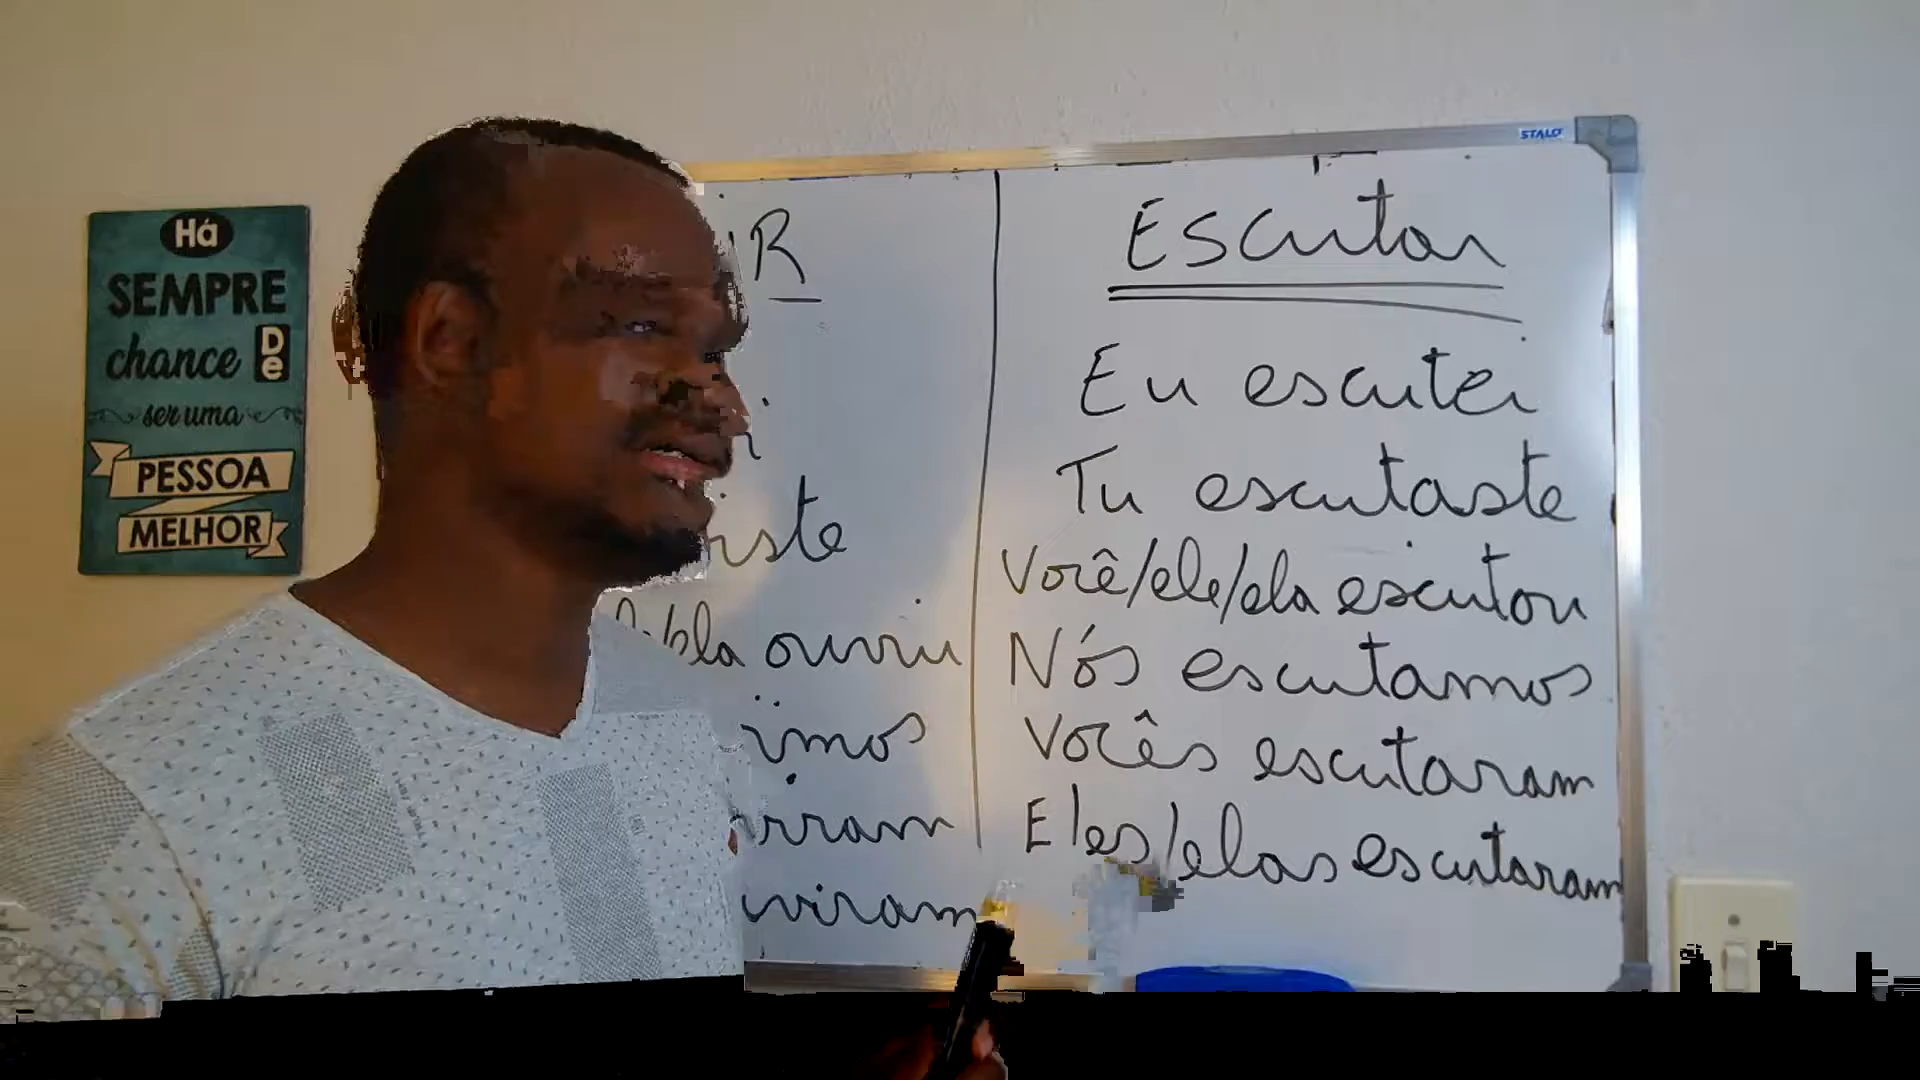 Há
SEMPRE
chance De
ser uma
PESSOA
MELHOR
STALO
R
iste
ela ouviu
imos
iram
uviram
Escutar
Eu escutei
Tu escutaste
Você/ele/ela escutou
Nós escutamos
Vocês escutaram
Eles/elas escutaram